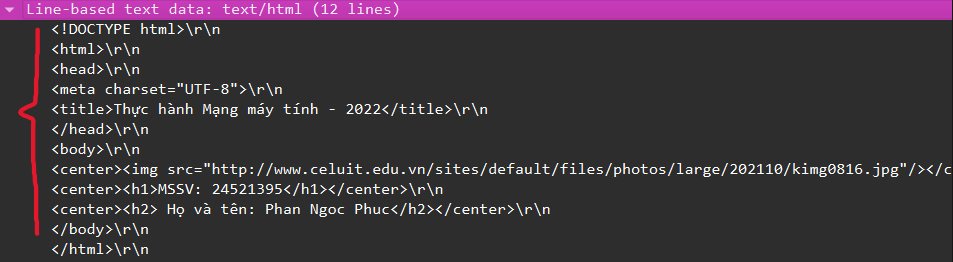 Line-based text data: text/html (12 lines)
<!DOCTYPE html>\r\n
<html>\r\n
<head>\r\n
<meta charset="UTF-8">\r\n
<title>Thực hành Mạng máy tính - 2022</title>\r\n
</head>\r\n
<body>\r\n
<center><img src="http://www.celuit.edu.vn/sites/default/files/photos/large/202110/kimg0816.jpg"/></c
<center><h1>MSSV: 24521395</h1></center>\r\n
<center><h2> Họ và tên: Phan Ngoc Phuc</h2></center>\r\n
</body>\r\n
</html>\r\n